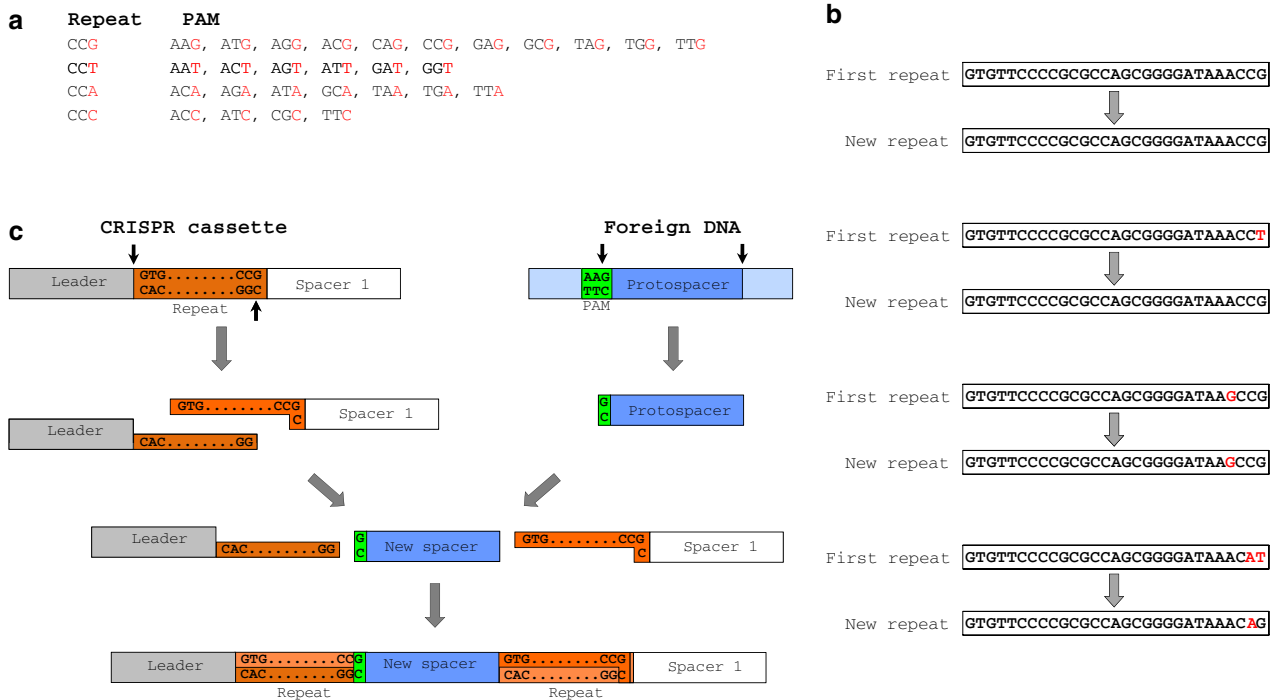 a
Repeat PAM
CCG AAG, ATG, AGG, ACG, CAG, CCG, GAG, GCG, TAG, TGG, TTG
CCT AAT, ACT, AGT, ATT, GAT, GGT
CCA ACA, AGA, ATA, GCA, TAA, TGA, TTA
CCC ACC, ATC, CGC, TTC
b
First repeat GTGTTCCCCGCGCCAGCGGGGATAAACCG
New repeat GTGTTCCCCGCGCCAGCGGGGATAAACCG
First repeat GTGTTCCCCGCGCCAGCGGGGATAAACCT
New repeat GTGTTCCCCGCGCCAGCGGGGATAAACCG
First repeat GTGTTCCCCGCGCCAGCGGGGATAAGCCG
New repeat GTGTTCCCCGCGCCAGCGGGGATAAGCCG
First repeat GTGTTCCCCGCGCCAGCGGGGATAAACAT
New repeat GTGTTCCCCGCGCCAGCGGGGATAAACAG
c
CRISPR cassette
Leader
GTG........CCG
CAC........GGC
Spacer 1
Repeat
Foreign DNA
AAG
TTC
Protospacer
PAM
GTG........CCG
C
Spacer 1
Leader
CAC........GG
G
C
Protospacer
Leader
CAC........GG
G
C
New spacer
GTG........CCG
C
Spacer 1
Leader
GTG........CCG
CAC........GGC
New spacer
GTG........CCG
CAC........GGC
Spacer 1
Repeat
Repeat